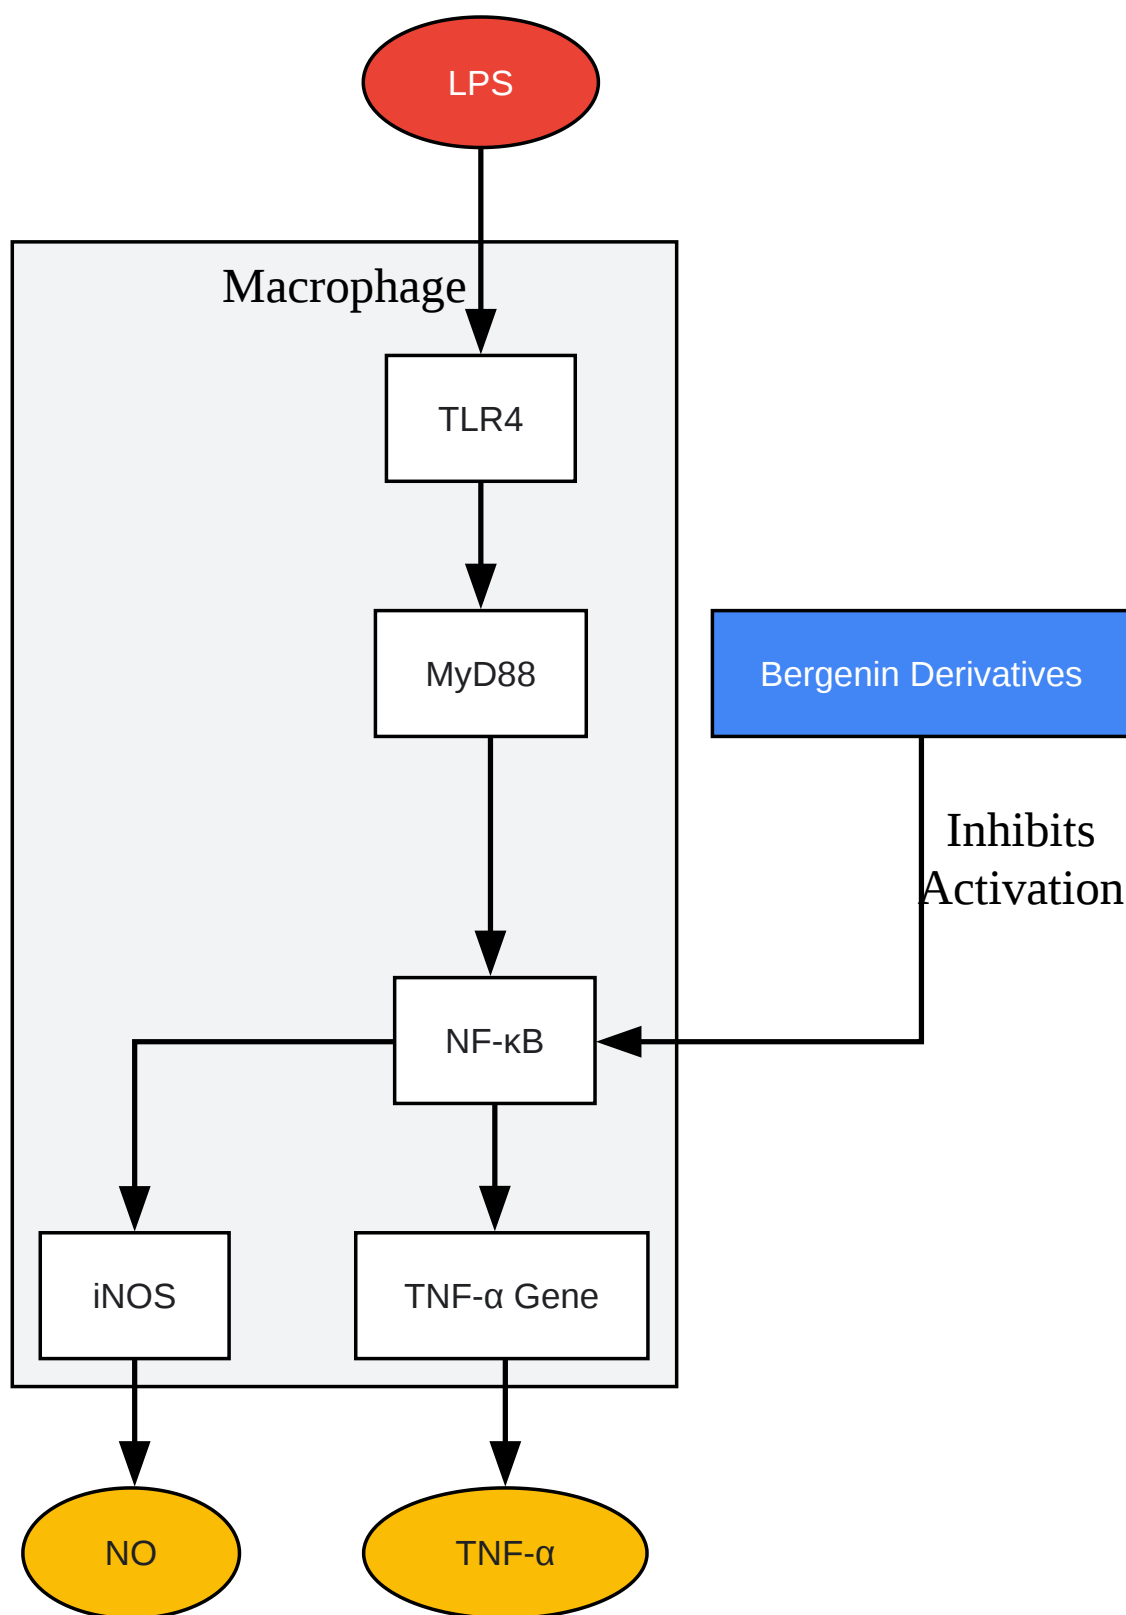 LPS
Macrophage
TLR4
MyD88
Bergenin Derivatives
Inhibits
Activation
NF-κB
iNOS
TNF-α Gene
NO
TNF-α